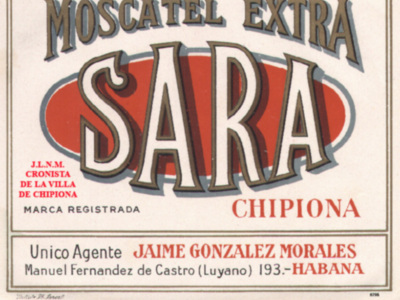 MOSCATEL EXTRA
SARA
J.L.N.M.
CRONISTA
DE LA VILLA
DE CHIPIONA
MARCA REGISTRADA
CHIPIONA
Unico Agente JAIME GONZALEZ MORALES
Manuel Fernandez de Castro (Luyano) 193.-HABANA